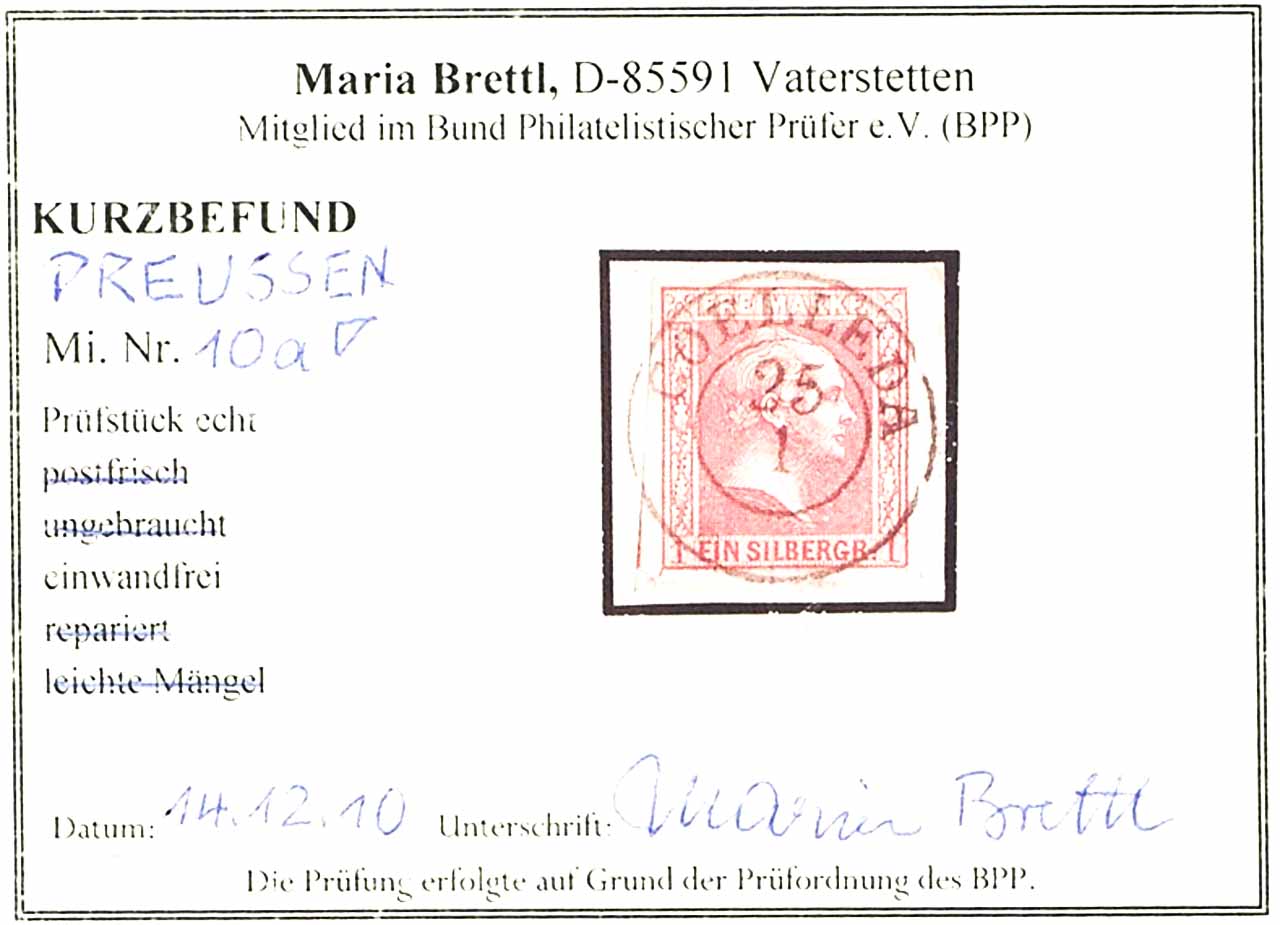 Maria Brettl, D-85591 Vaterstetten
Mitglied im Bund Philatelistischer Prüfer e.V. (BPP)
KURZBEFUND
PREUSSEN
Mi. Nr. 10a
Prüfstück echt
postfrisch
ungebraucht
einwandfrei
repariert
leichte Mängel
FREIMARKE
COELLEDA
25
1
1 EIN SILBERGR. 1
Datum: 14.12.10 Unterschrift: Maria Brettl
Die Prüfung erfolgte auf Grund der Prüfordnung des BPP.